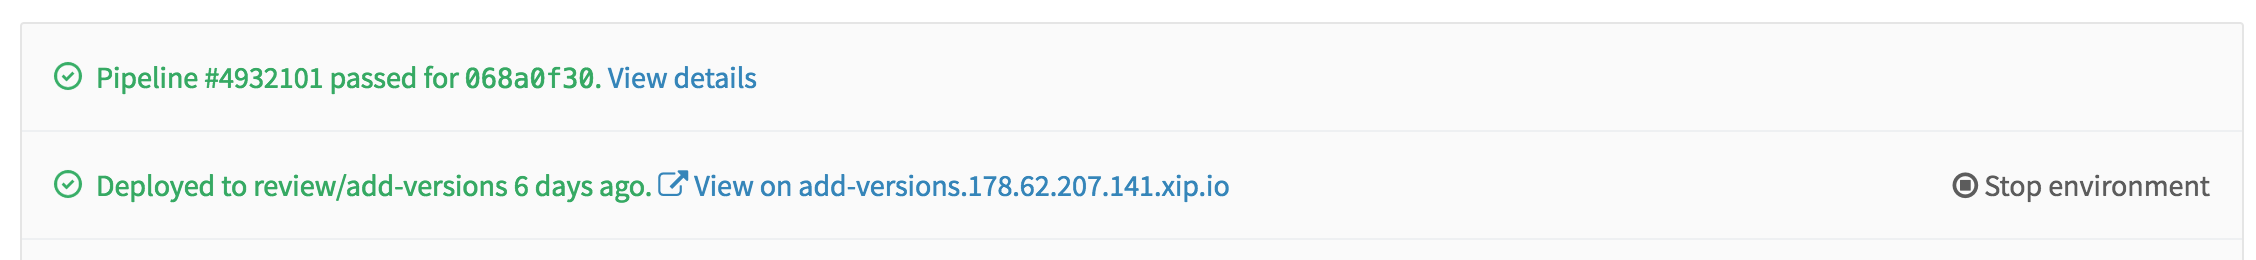 Pipeline #4932101 passed for 068a0f30. View details
Deployed to review/add-versions 6 days ago. View on add-versions.178.62.207.141.xip.io Stop environment